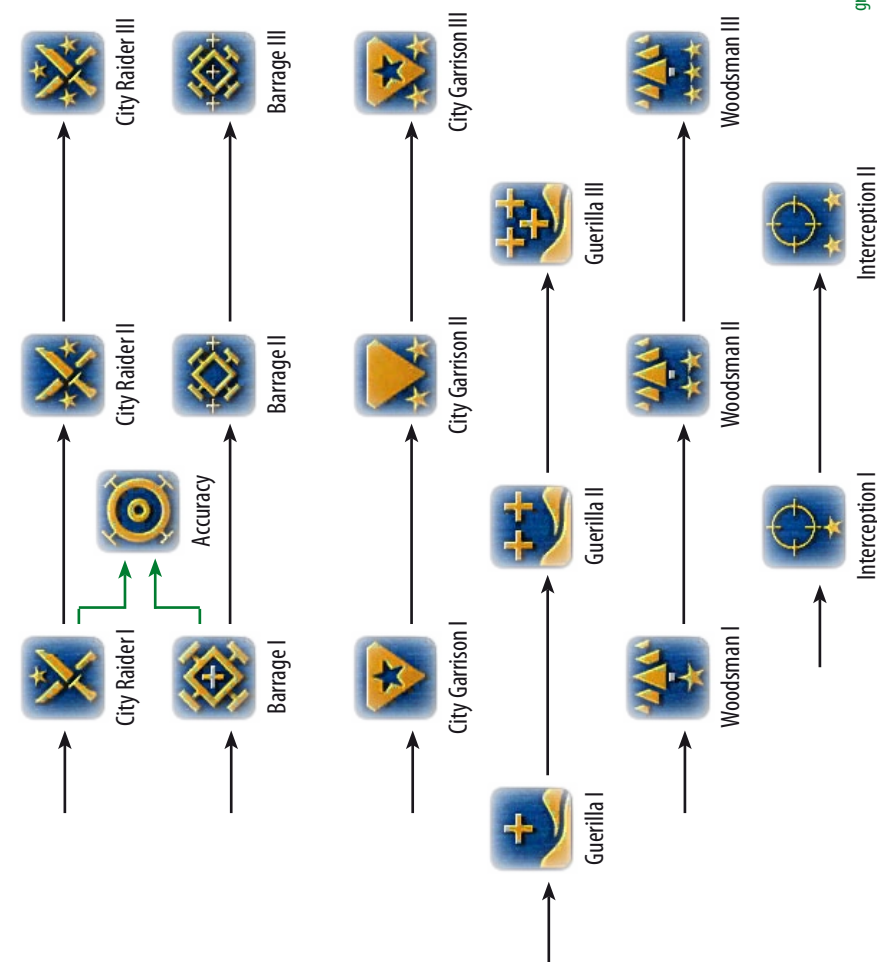 City Raider I
City Raider II
City Raider III
Accuracy
Barrage I
Barrage II
Barrage III
City Garrison I
City Garrison II
City Garrison III
Guerilla I
Guerilla II
Guerilla III
Woodsman I
Woodsman II
Woodsman III
Interception I
Interception II